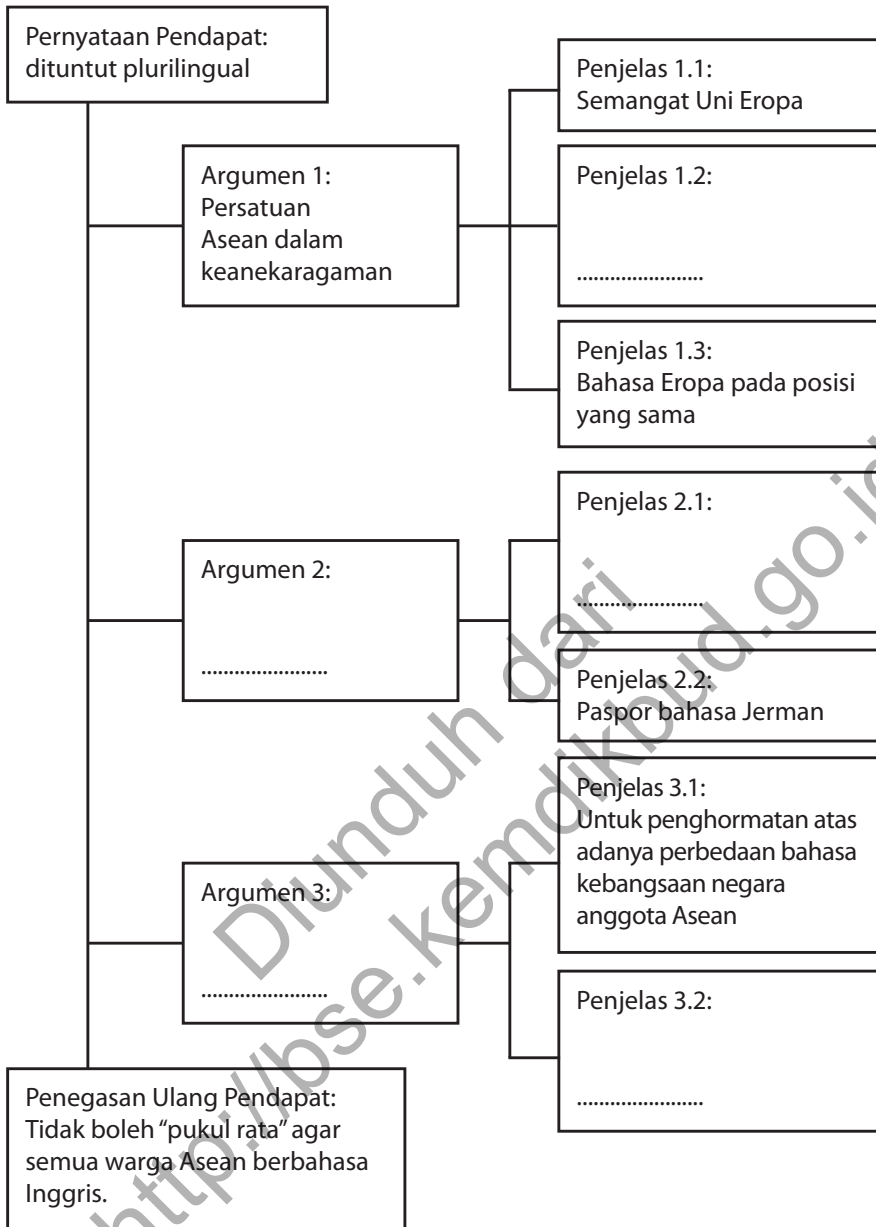 Pernyataan Pendapat:
dituntut plurilingual
Argumen 1:
Persatuan
Asean dalam
keanekaragaman
Penjelas 1.1:
Semangat Uni Eropa
Penjelas 1.2:
.......................
Penjelas 1.3:
Bahasa Eropa pada posisi
yang sama
Argumen 2:
.......................
Penjelas 2.1:
.......................
Penjelas 2.2:
Paspor bahasa Jerman
Argumen 3:
.......................
Penjelas 3.1:
Untuk penghormatan atas
adanya perbedaan bahasa
kebangsaan negara
anggota Asean
Penjelas 3.2:
.......................
Penegasan Ulang Pendapat:
Tidak boleh “pukul rata” agar
semua warga Asean berbahasa
Inggris.
Diunduh dari
http://bse.kemdikbud.go.id